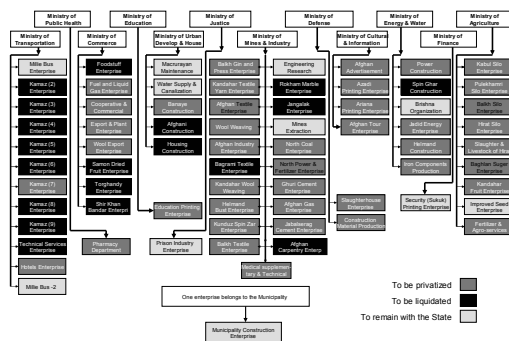 Ministry of
Public Health
Ministry of
Education
Ministry of
Justice
Ministry of
Defense
Ministry of
Energy & Water
Ministry of
Agriculture
Ministry of
Transportation
Ministry of
Commerce
Ministry of Urban
Develop & House
Ministry of
Mines & Industry
Ministry of Cultural
& Information
Ministry of
Finance
Millie Bus
Enterprise
Kamaz (2)
Enterprise
Kamaz (3)
Enterprise
Kamaz (4)
Enterprise
Kamaz (5)
Enterprise
Kamaz (6)
Enterprise
Kamaz (7)
Enterprise
Kamaz (8)
Enterprise
Kamaz (9)
Enterprise
Technical Services
Enterprise
Hotels Enterprise
Millie Bus -2
Foodstuff
Enterprise
Fuel and Liquid
Gas Enterprise
Cooperative & Commercial
Export & Plant
Enterprise
Wool Export
Enterprise
Samon Dried
Fruit Enterprise
Torghandy
Enterprise
Shir Khan
Bander Enterprl
Pharmacy
Department
Macrurayan
Maintenance
Water Supply &
Canalization
Banaye
Construction
Afghani
Construction
Housing
Construction
Education Printing
Enterprise
Prison Industry
Enterprise
Balkh Gin and
Press Enterprise
Kandahar Textile
Yarn Enterprise
Afghan Textile
Enterprise
Wool Weaving
Afghan Industry
Enterprise
Bagrami Textile
Enterprise
Kandahar Wool
Weaving
Helmand
Bust Enterprise
Kunduz Spin Zar
Enterprise
Balkh Textile
Enterprise
Engineering
Research
Rokham Marble
Enterprise
Jangalak
Enterprise
Mines
Extraction
North Coal
Enterprise
North Power &
Fertilizer Enterprise
Ghuri Cement
Enterprise
Afghan Gas
Enterprise
Jabalseraj
Cement Enterprise
Afghan
Carpentry Enterp
Medical supplemen-
tary & Technical
Afghan
Advertisement
Azadi
Printing Enterprise
Ariana
Printing Enterprise
Afghan Tour
Enterprise
Slaughterhouse
Enterprise
Construction
Material Production
Power
Construction
Spin Ghar
Construction
Brishna
Organization
Jadid Energy
Enterprise
Helmand
Construction
Iron Components
Production
Security (Sukuk)
Printing Enterprise
Kabul Silo
Enterprise
Pulekhamri
Silo Enterprise
Balkh Silo
Enterprise
Hirat Silo
Enterprise
Slaughter &
Livestock of Hirat
Baghlan Suger
Enterprise
Kandahar
Fruit Enterprise
Improved Seed
Enterprise
Fertilizer &
Agro-services
One enterprise belongs to the Municipality
Municipality Construction
Enterprise
To be privatized
To be liquidated
To remain with the State